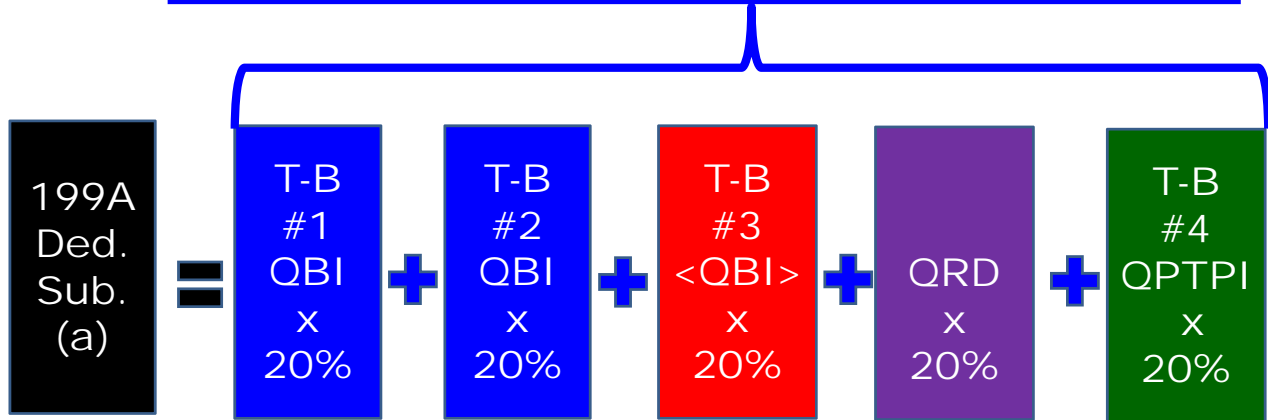 199A
Ded.
Sub.
(a)
=
T-B
#1
QBI
x
20%
+
T-B
#2
QBI
x
20%
+
T-B
#3
<QBI>
x
20%
+
QRD
x
20%
+
T-B
#4
QPTPI
x
20%